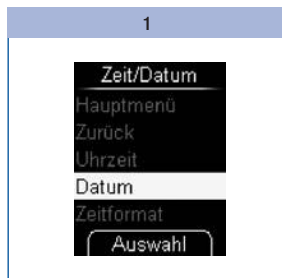 1
Zeit/Datum
Hauptmenü
Zurück
Uhrzeit
Datum
Zeitformat
Auswahl